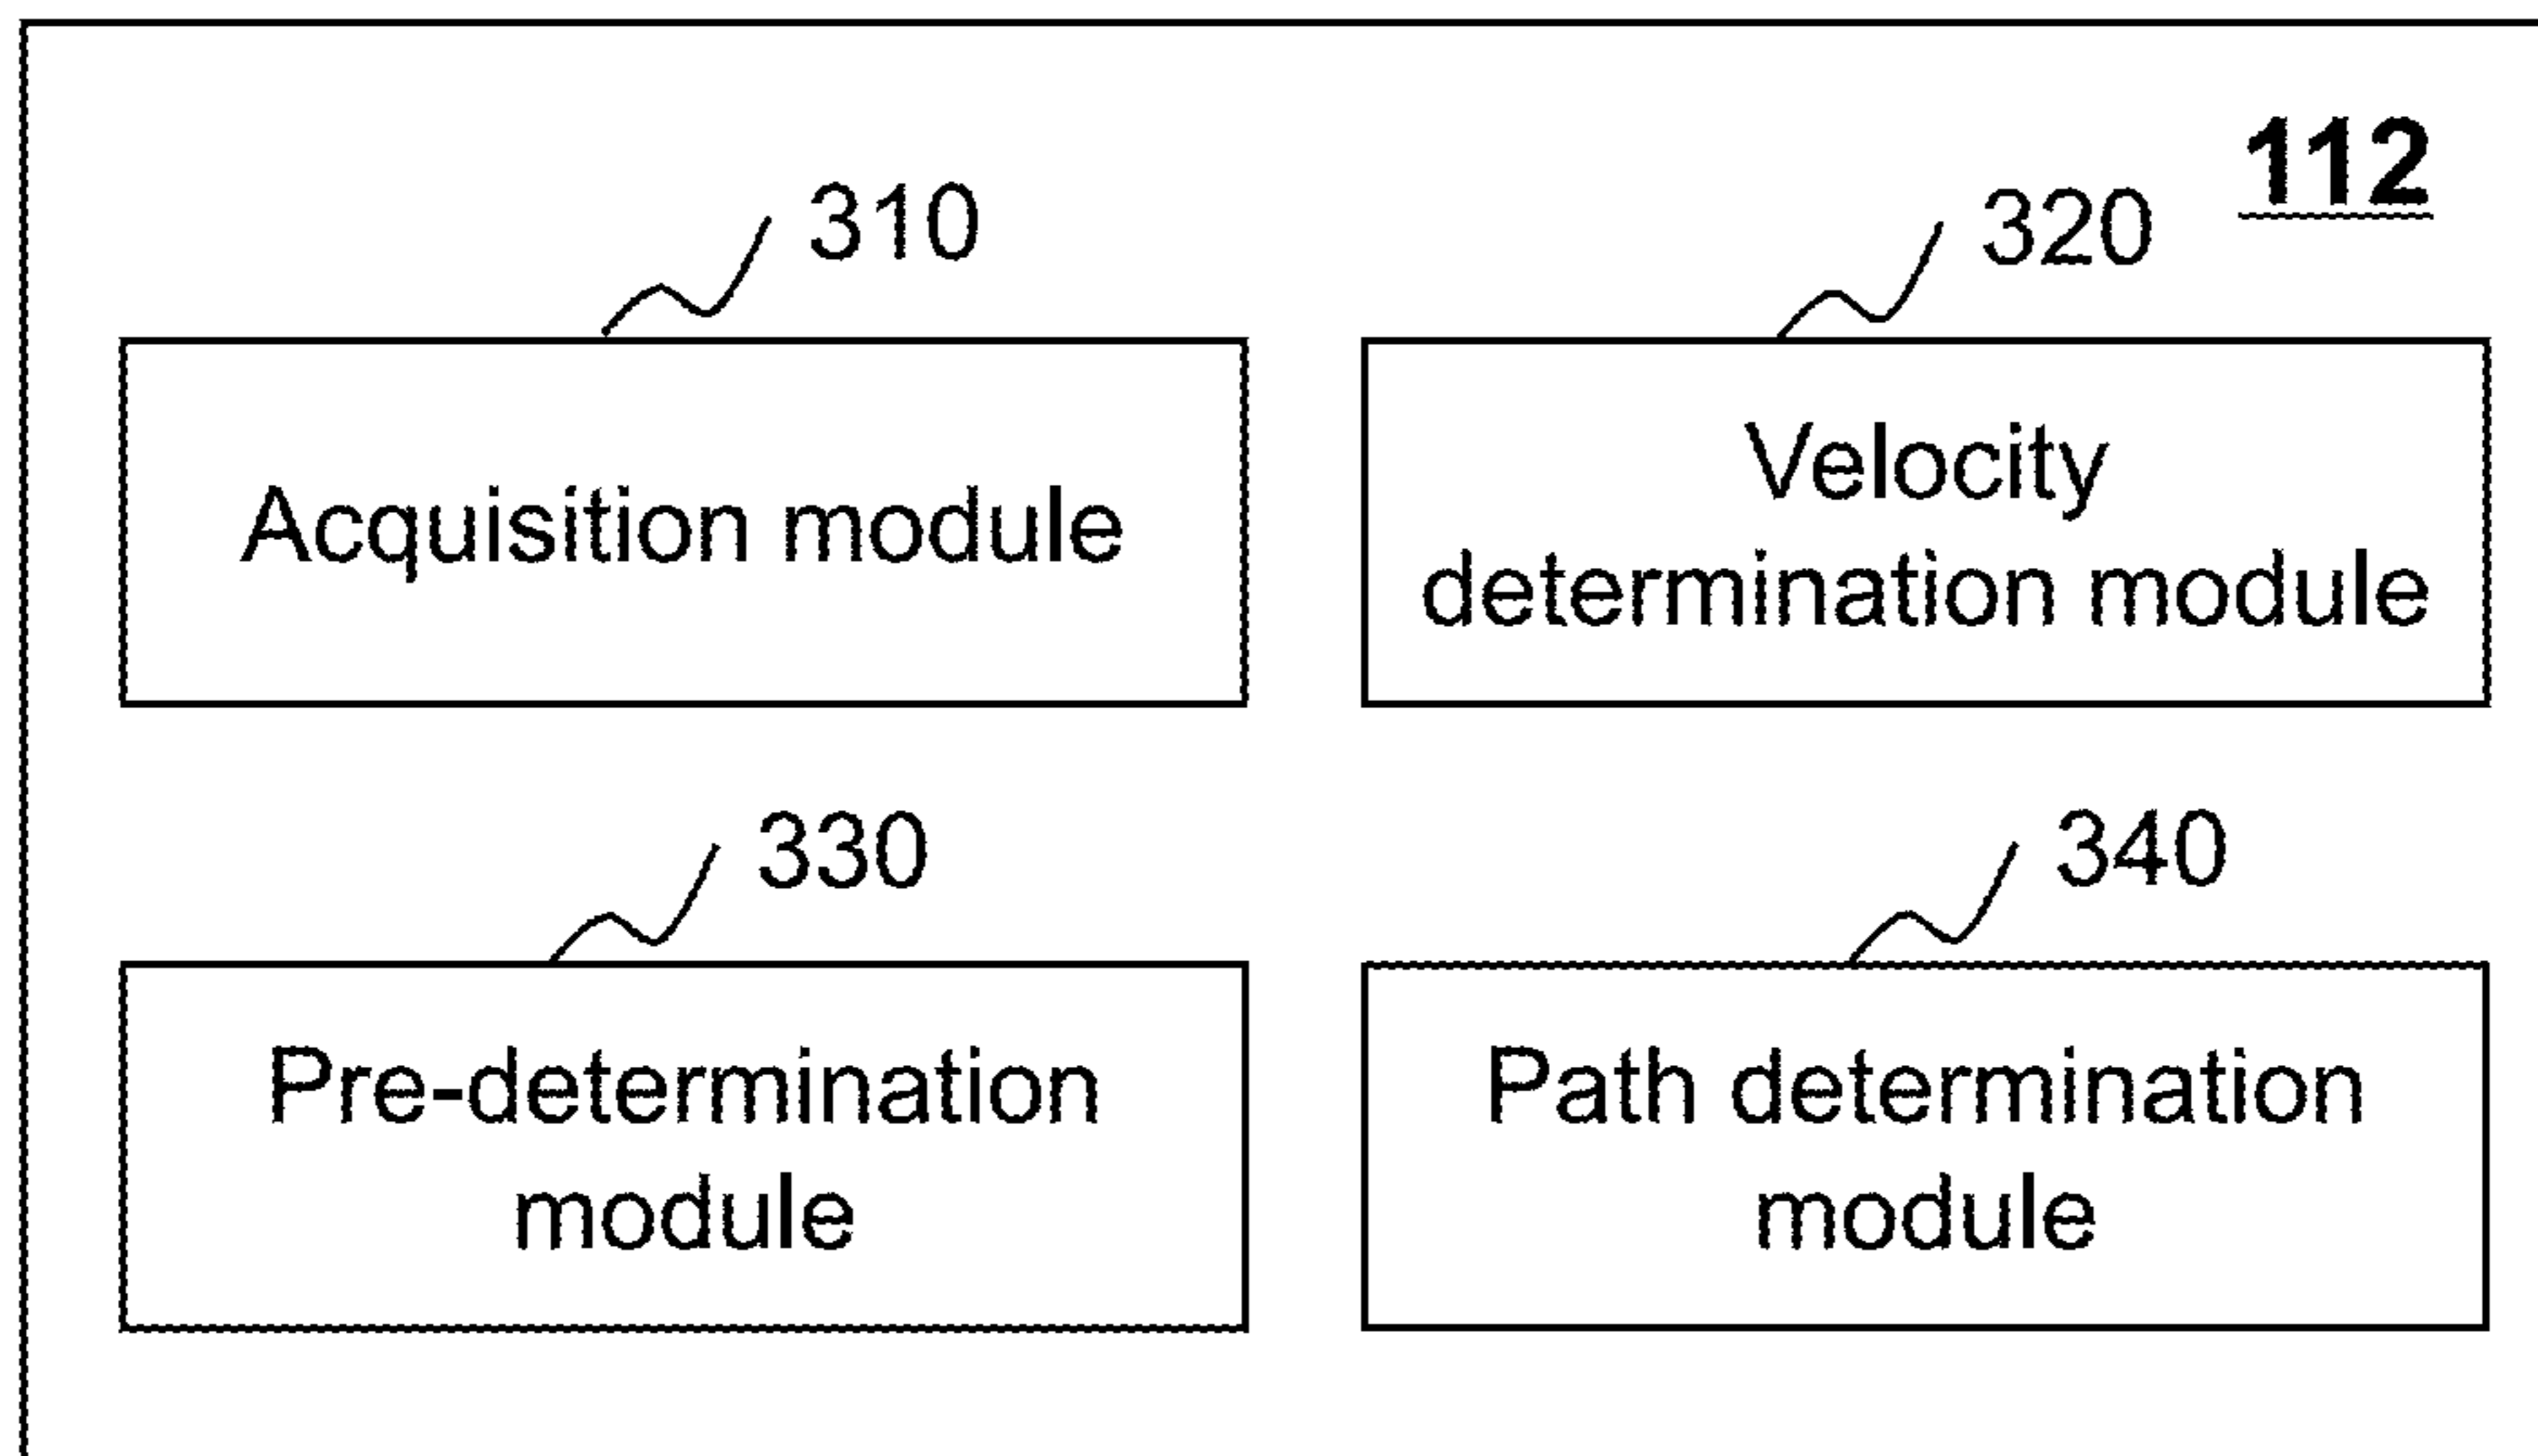 112
310
320
Acquisition module
Velocity
determination module
330
340
Pre-determination
module
Path determination
module